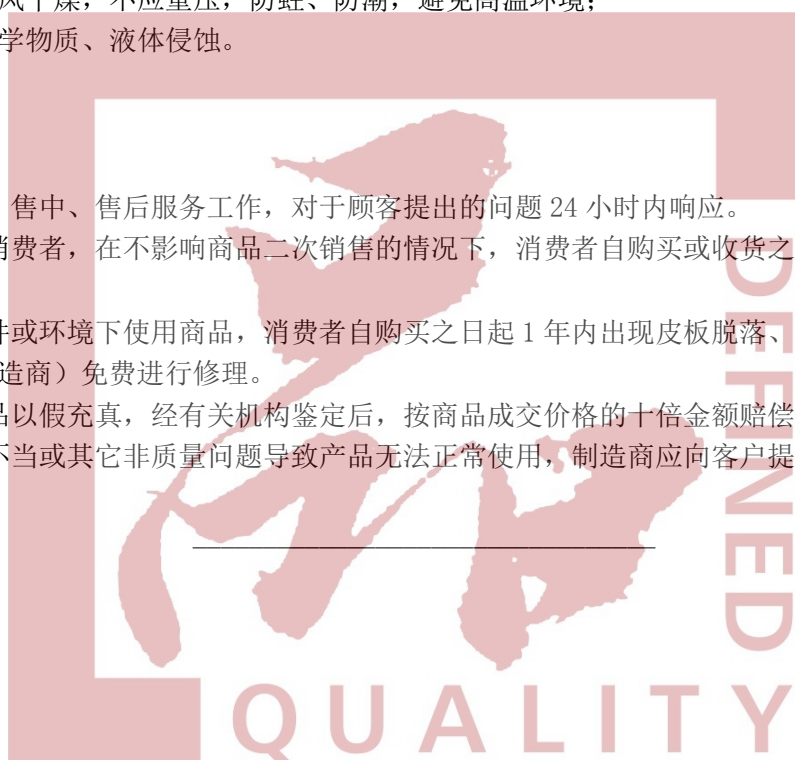 风干燥，不应重压，防蛀、防潮，避免高温环境；
学物质、液体侵蚀。
售中、售后服务工作，对于顾客提出的问题 24 小时内响应。
消费者，在不影响商品二次销售的情况下，消费者自购买或收货之
件或环境下使用商品，消费者自购买之日起 1 年内出现皮板脱落、
造商）免费进行修理。
品以假充真，经有关机构鉴定后，按商品成交价格的十倍金额赔偿
不当或其它非质量问题导致产品无法正常使用，制造商应向客户提
DEFINED
QUALITY